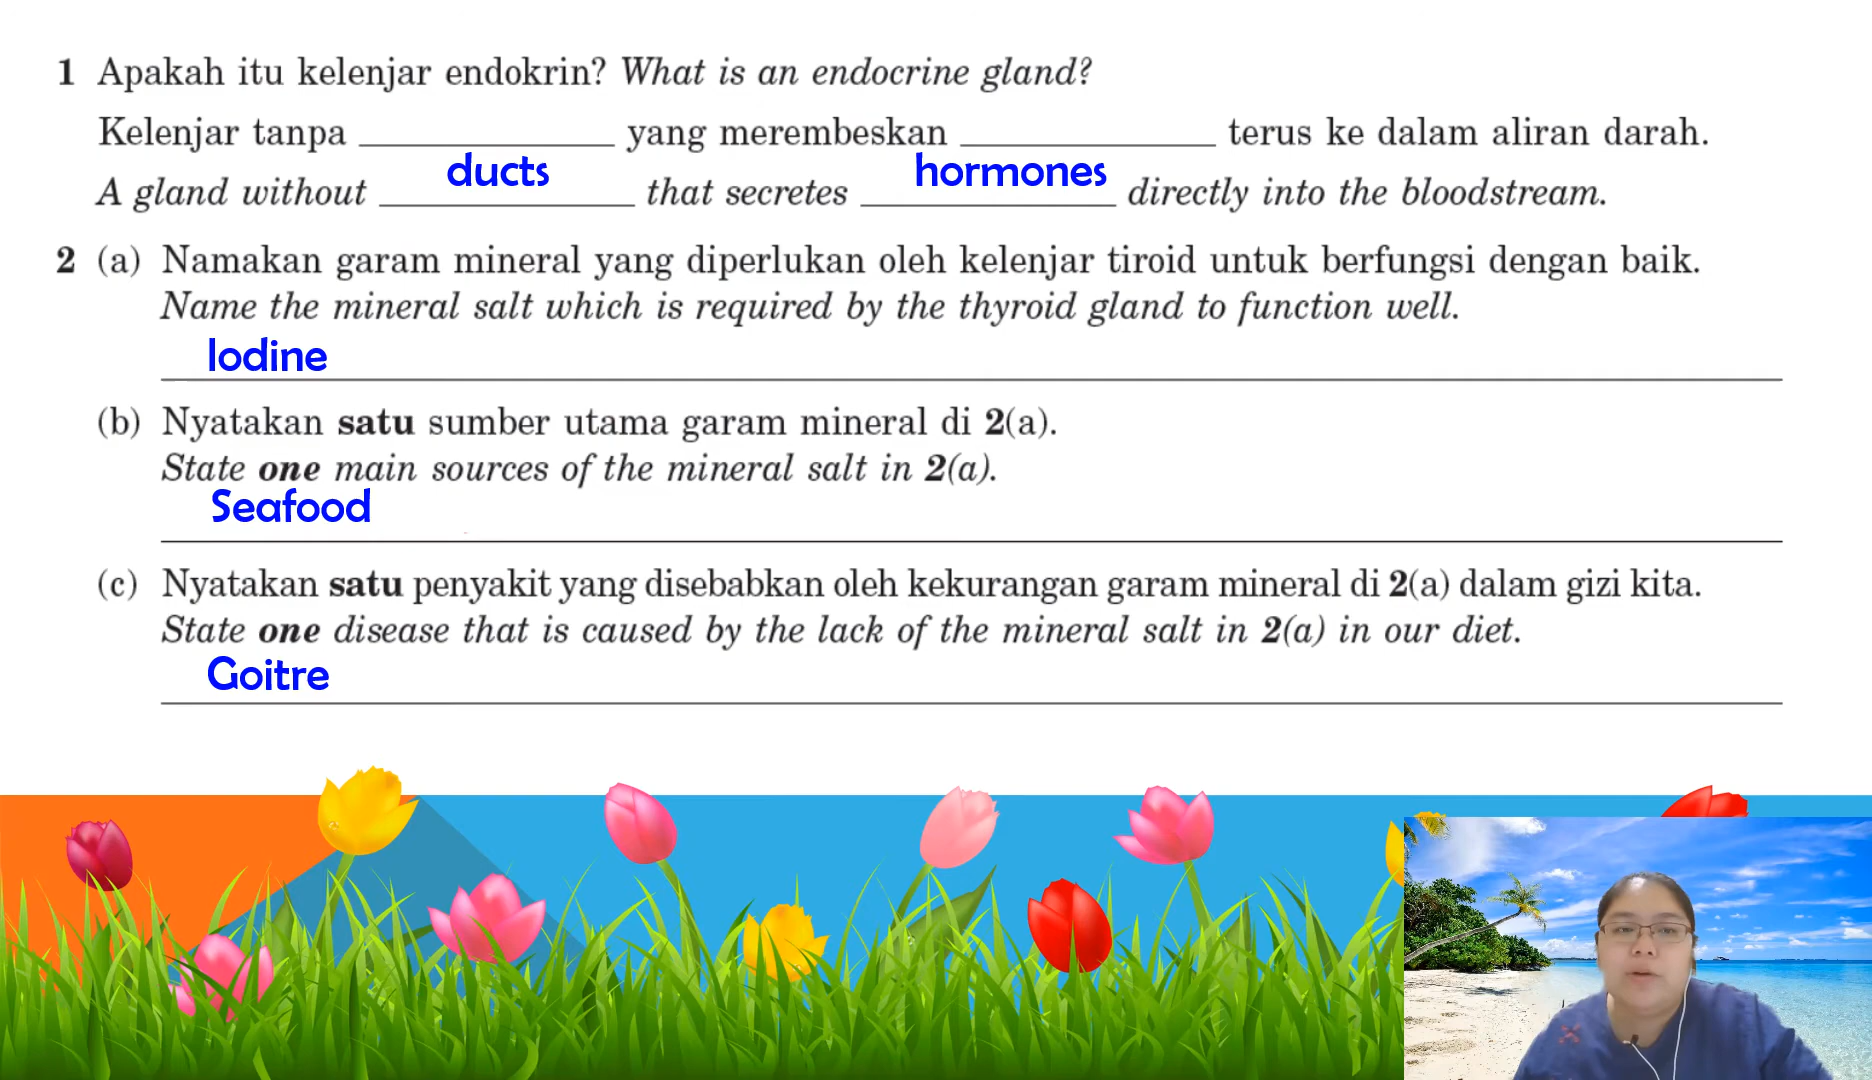 1 Apakah itu kelenjar endokrin? What is an endocrine gland?
Kelenjar tanpa ____________ yang merembeskan ____________ terus ke dalam aliran darah.
A gland without ducts that secretes hormones directly into the bloodstream.
2 (a) Namakan garam mineral yang diperlukan oleh kelenjar tiroid untuk berfungsi dengan baik.
Name the mineral salt which is required by the thyroid gland to function well.
Iodine
(b) Nyatakan satu sumber utama garam mineral di 2(a).
State one main sources of the mineral salt in 2(a).
Seafood
(c) Nyatakan satu penyakit yang disebabkan oleh kekurangan garam mineral di 2(a) dalam gizi kita.
State one disease that is caused by the lack of the mineral salt in 2(a) in our diet.
Goitre